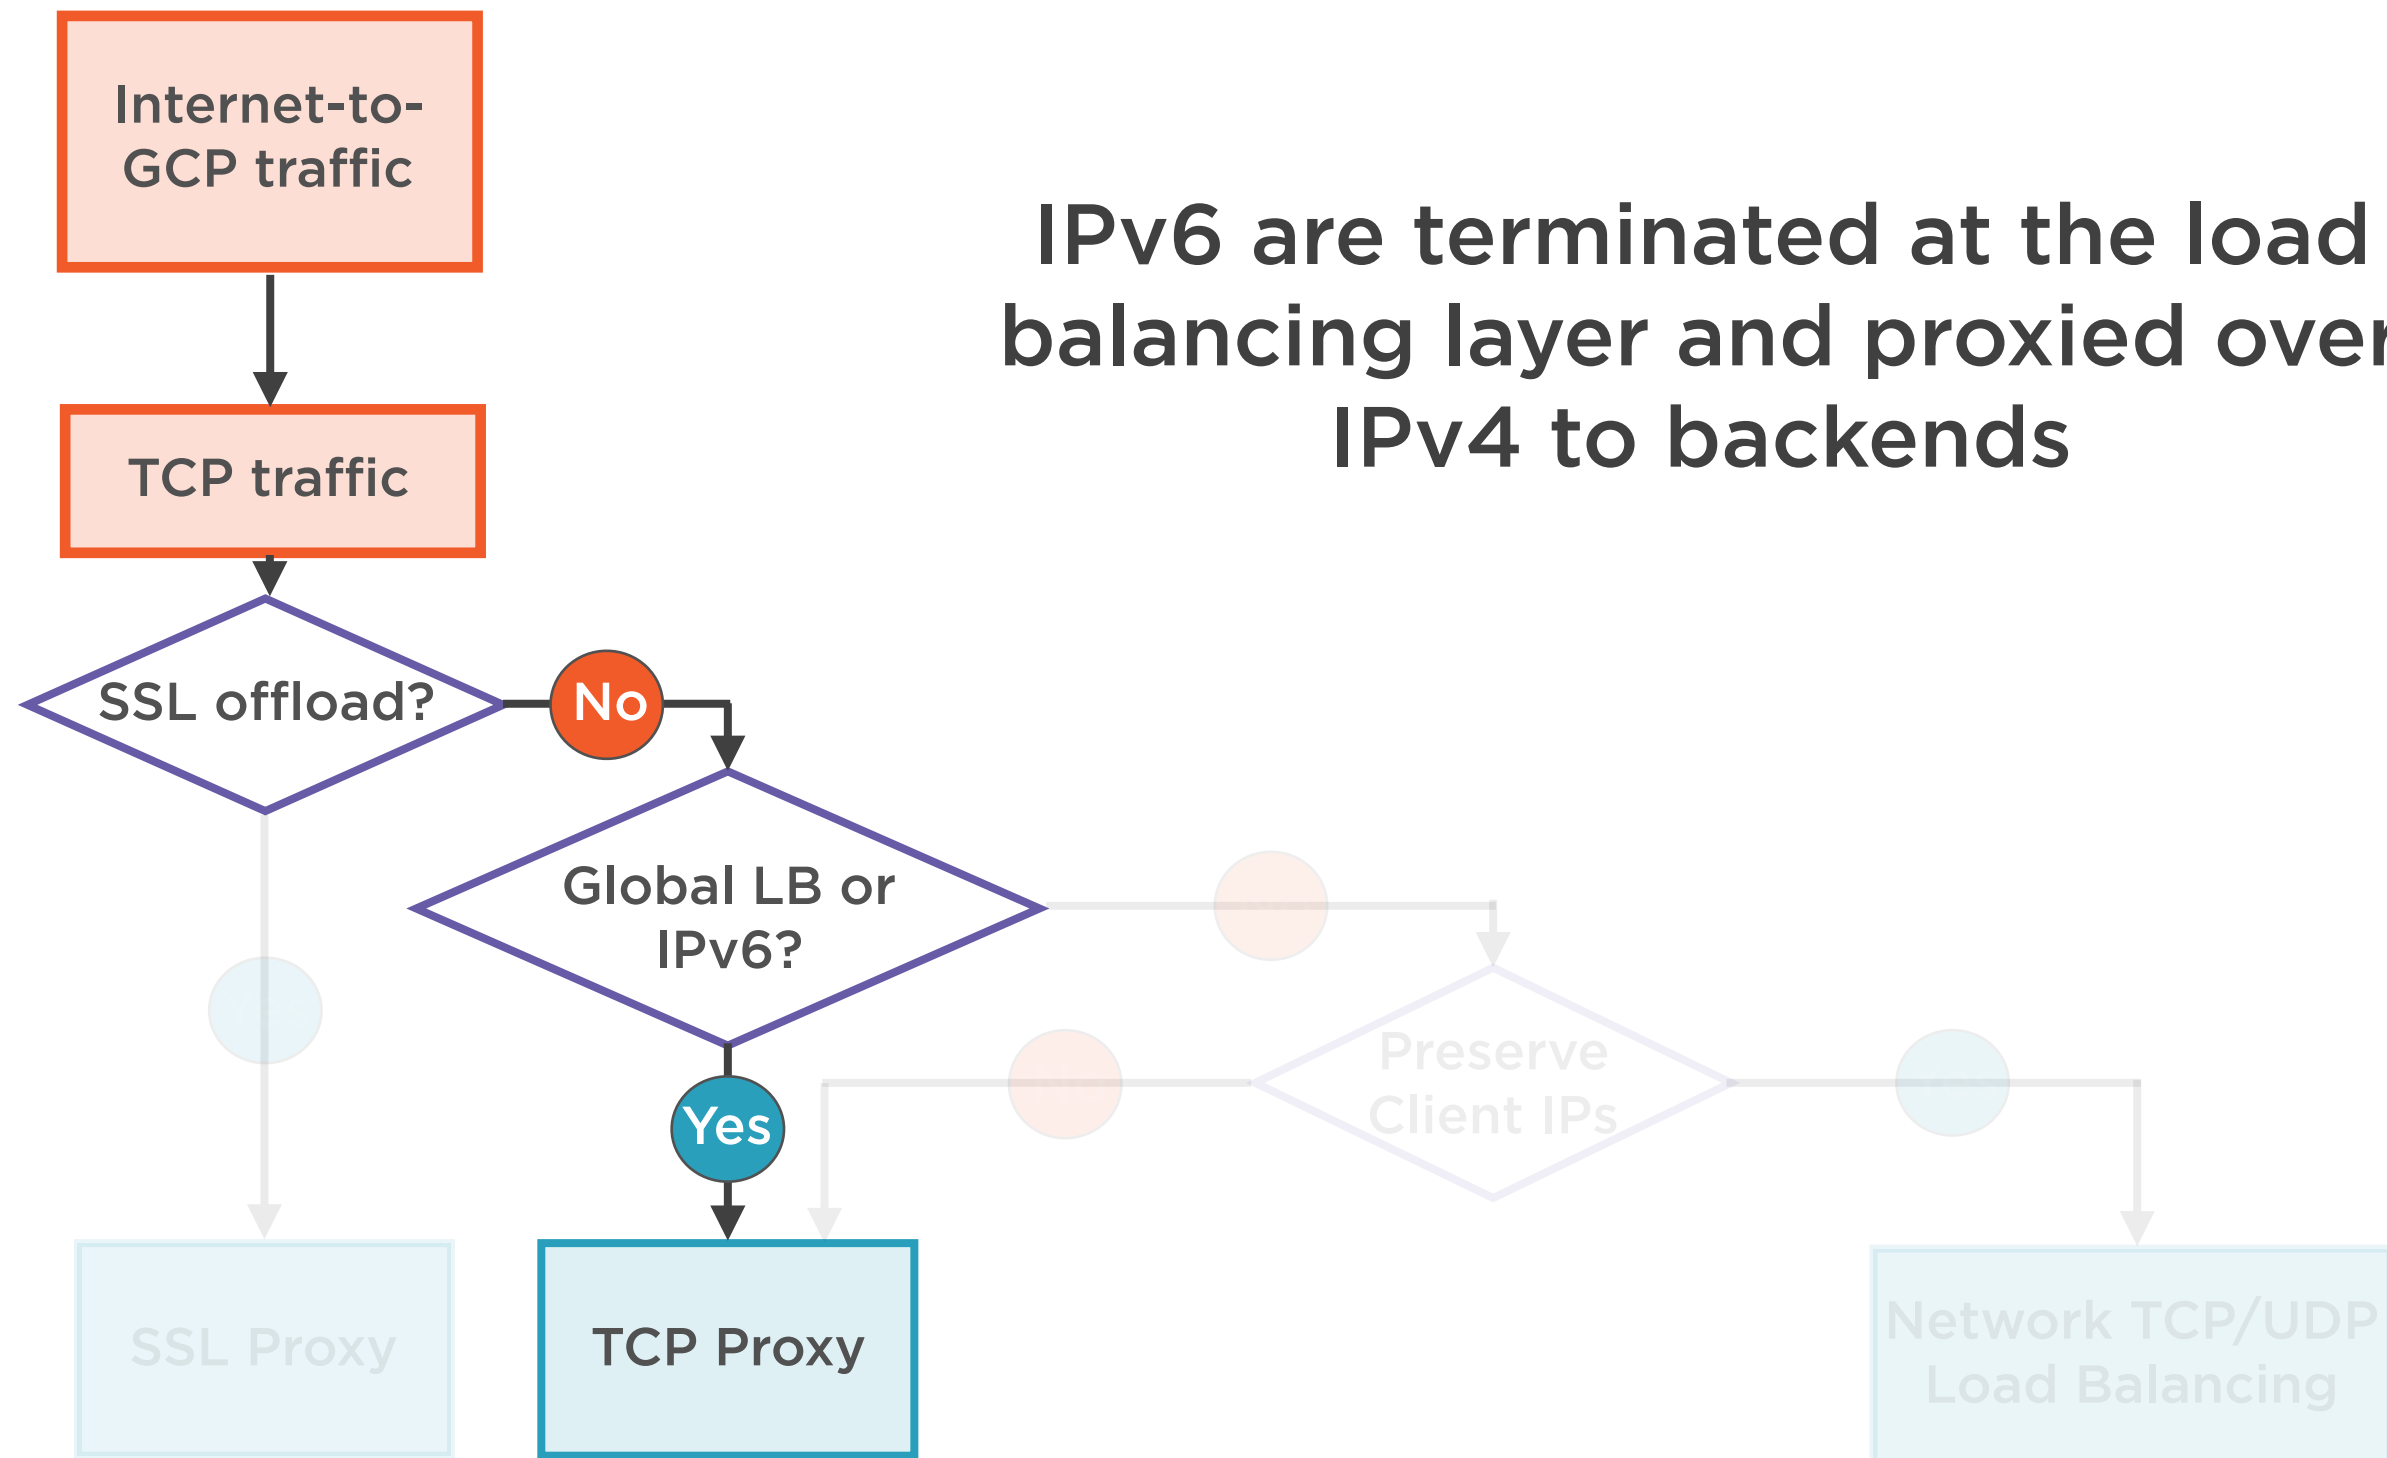 Internet-to-
GCP traffic
IPv6 are terminated at the load
balancing layer and proxied over
IPv4 to backends
TCP traffic
SSL offload?
No
Global LB or
IPv6?
Preserve
Client IPs
Yes
SSL Proxy
TCP Proxy
Network TCP/UDP
Load Balancing